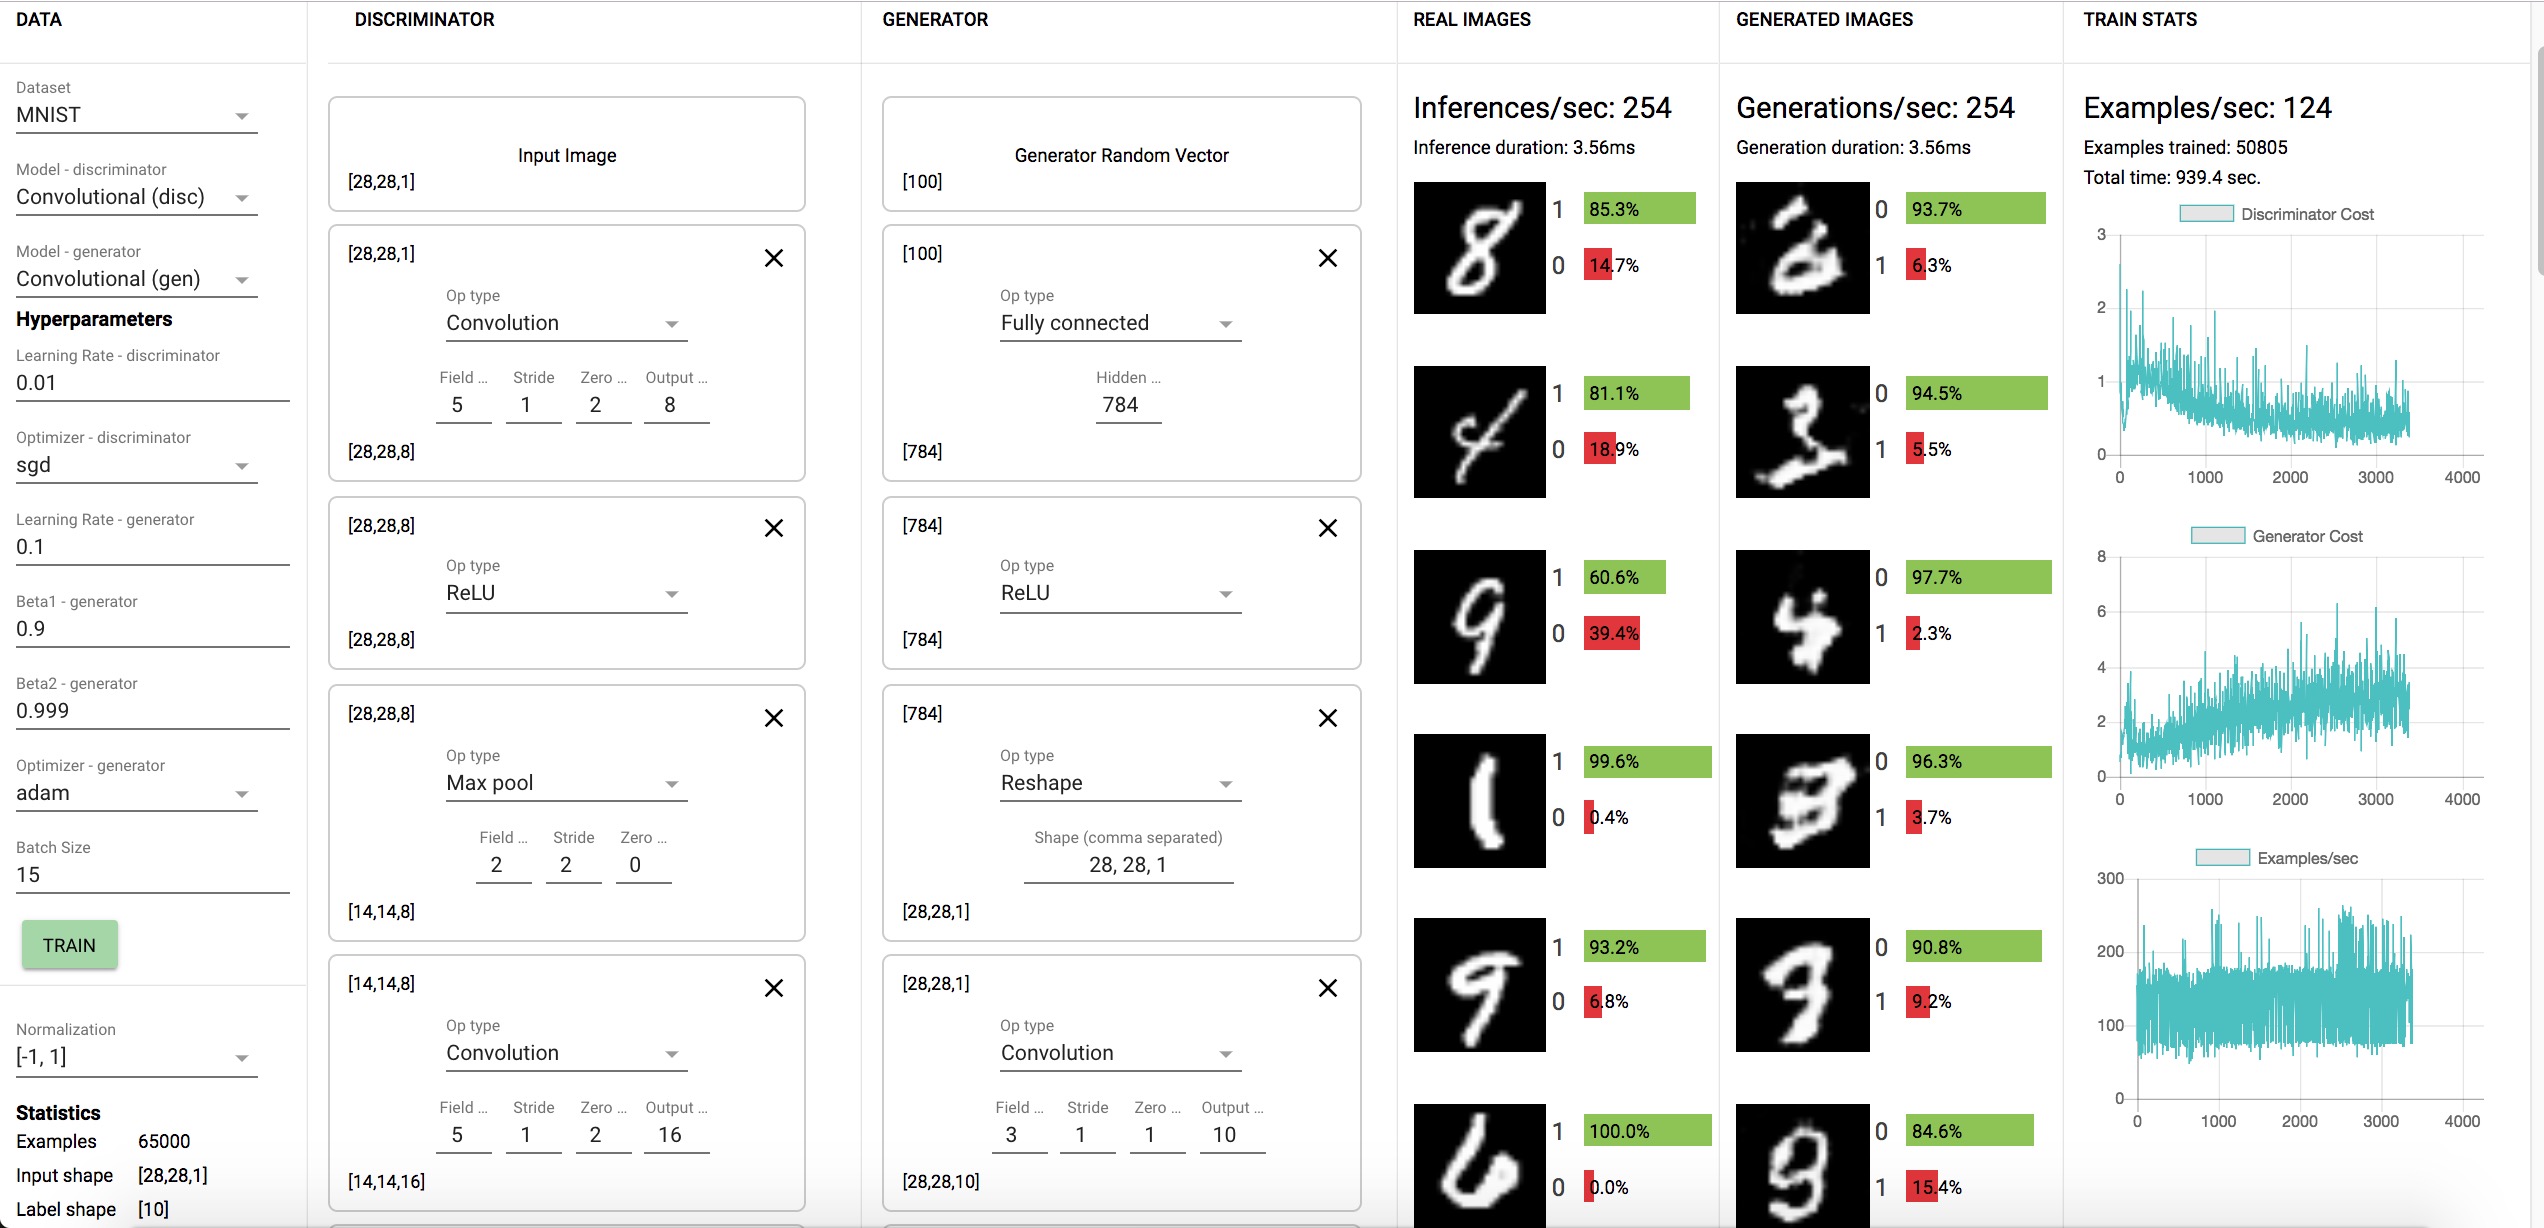 DATA
Dataset
MNIST
Model - discriminator
Convolutional (disc)
Model - generator
Convolutional (gen)
Hyperparameters
Learning Rate - discriminator
0.01
Optimizer - discriminator
sgd
Learning Rate - generator
0.1
Beta1 - generator
0.9
Beta2 - generator
0.999
Optimizer - generator
adam
Batch Size
15
TRAIN
Normalization
[-1, 1]
Statistics
Examples 65000
Input shape [28,28,1]
Label shape [10]
DISCRIMINATOR
Input Image
[28,28,1]
[28,28,1]
Op type
Convolution
Field ... Stride Zero ... Output ...
5 1 2 8
[28,28,8]
[28,28,8]
Op type
ReLU
[28,28,8]
[28,28,8]
Op type
Max pool
Field ... Stride Zero ...
2 2 0
[14,14,8]
[14,14,8]
Op type
Convolution
Field ... Stride Zero ... Output ...
5 1 2 16
[14,14,16]
GENERATOR
Generator Random Vector
[100]
[100]
Op type
Fully connected
Hidden ...
784
[784]
[784]
Op type
ReLU
[784]
[784]
Op type
Reshape
Shape (comma separated)
28, 28, 1
[28,28,1]
[28,28,1]
Op type
Convolution
Field ... Stride Zero ... Output ...
3 1 1 10
[28,28,10]
REAL IMAGES
Inferences/sec: 254
Inference duration: 3.56ms
8
1 85.3%
0 14.7%
4
1 81.1%
0 18.9%
9
1 60.6%
0 39.4%
1
1 99.6%
0 0.4%
9
1 93.2%
0 6.8%
6
1 100.0%
0 0.0%
GENERATED IMAGES
Generations/sec: 254
Generation duration: 3.56ms
0 93.7%
1 6.3%
0 94.5%
1 5.5%
0 97.7%
1 2.3%
0 96.3%
1 3.7%
0 90.8%
1 9.2%
0 84.6%
1 15.4%
TRAIN STATS
Examples/sec: 124
Examples trained: 50805
Total time: 939.4 sec.
Discriminator Cost
3
2
1
0
0 1000 2000 3000 4000
Generator Cost
8
6
4
2
0
0 1000 2000 3000 4000
Examples/sec
300
200
100
0
0 1000 2000 3000 4000